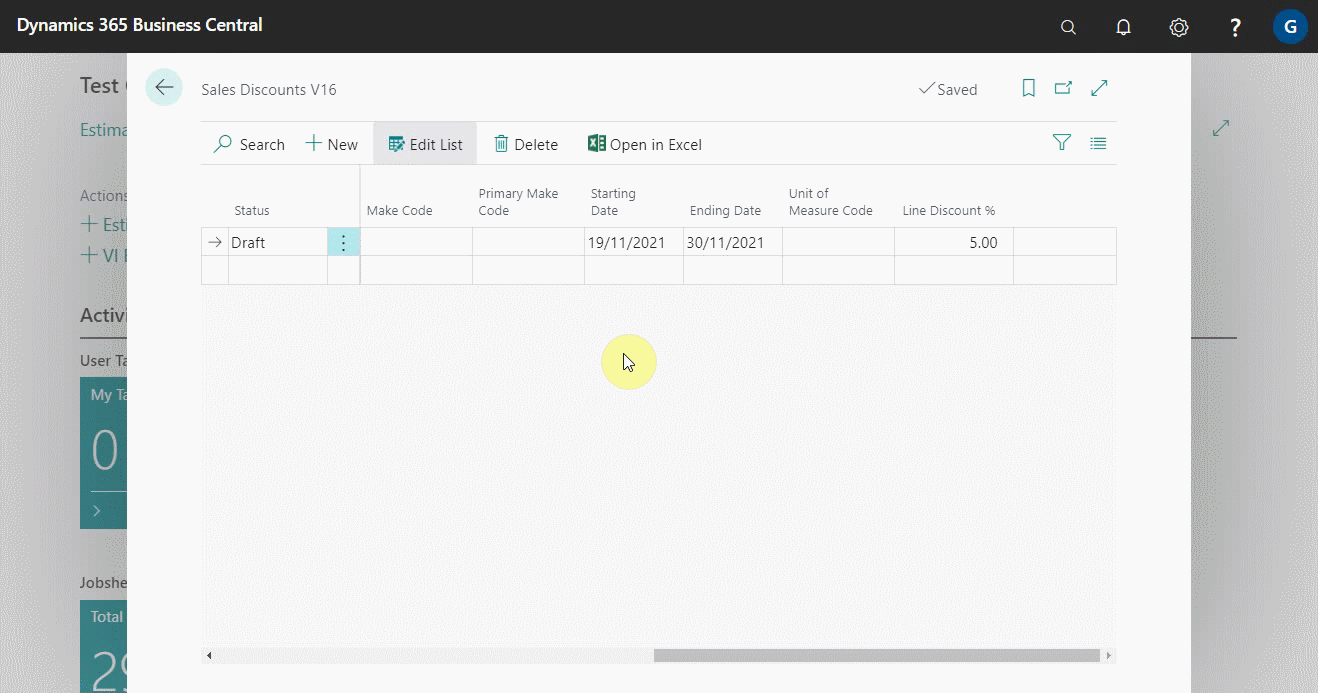 Dynamics 365 Business Central
?
G
Test
Estima
Actions
Esti
VI
Activi
User Ta
My Ta
0
Jobshe
Total
29
Sales Discounts V16
Saved
Search
New
Edit List
Delete
Open in Excel
Status
Make Code
Primary Make
Code
Starting
Date
Ending Date
Unit of
Measure Code
Line Discount %
Draft
19/11/2021
30/11/2021
5.00